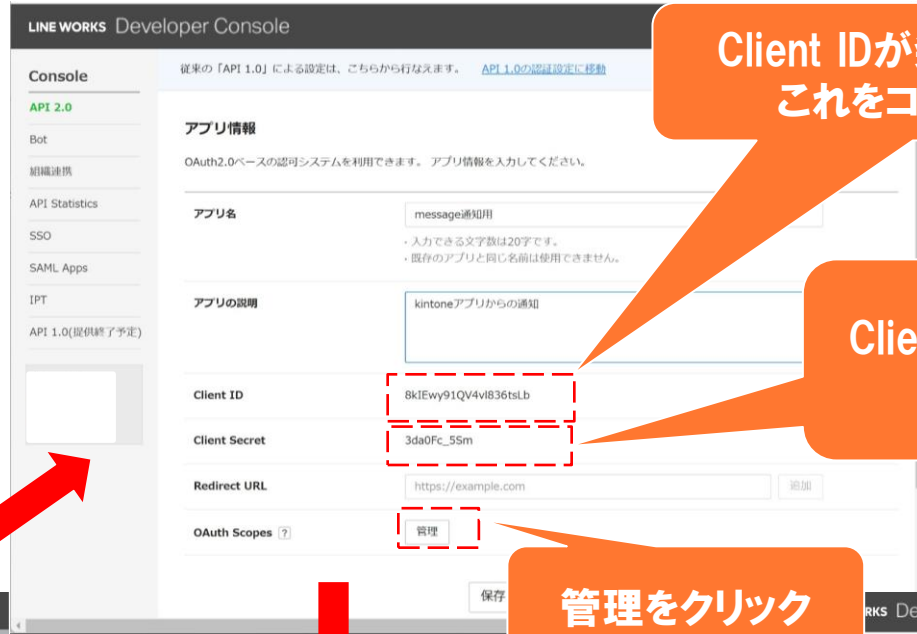 LINE WORKS Developer Console
Console
API 2.0
Bot
組織連携
API Statistics
SSO
SAML Apps
IPT
API 1.0(提供終了予定)
従来の「API 1.0」による設定は、こちらから行なえます。 API 1.0の認証設定に移動
アプリ情報
OAuth2.0ベースの認可システムを利用できます。 アプリ情報を入力してください。
アプリ名
message通知用
・入力できる文字数は20字です。
・既存のアプリと同じ名前は使用できません。
アプリの説明
kintoneアプリからの通知
Client ID
8kIEwy91QV4vl836tsLb
Client Secret
3da0Fc_5Sm
Redirect URL
https://example.com
追加
OAuth Scopes ?
管理
保存
Client IDが
これをコ
Clie
管理をクリック
RKS De